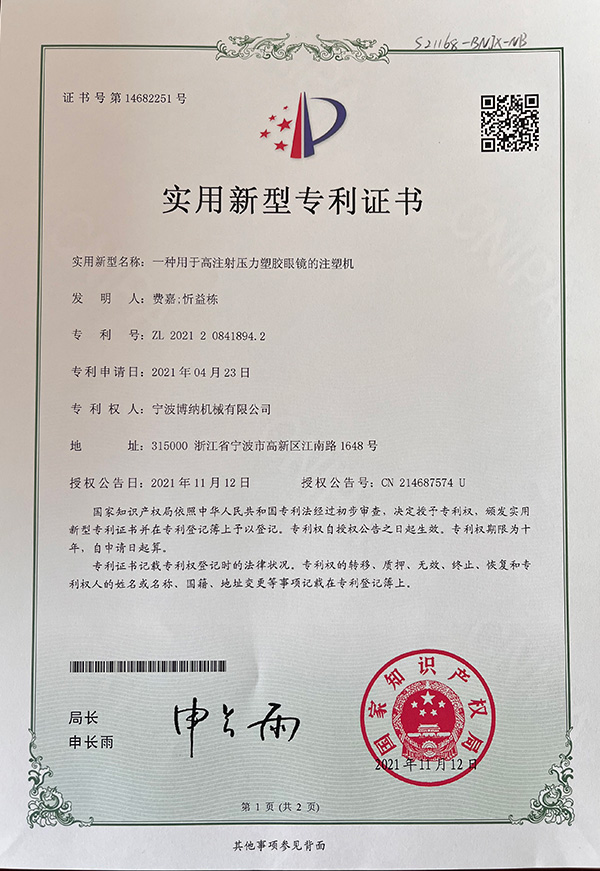 S21168-BNJX-NB
证书号第14682251号
实用新型专利证书
实用新型名称：一种用于高注射压力塑胶眼镜的注塑机
发明人：费嘉;忻益栋
专利号：ZL 2021 2 0841894.2
专利申请日：2021年04月23日
专利权人：宁波博纳机械有限公司
地址：315000 浙江省宁波市高新区江南路1648号
授权公告日：2021年11月12日 授权公告号：CN 214687574 U
国家知识产权局依照中华人民共和国专利法经过初步审查，决定授予专利权，颁发实用
新型专利证书并在专利登记簿上予以登记。专利权自授权公告之日起生效。专利权期限为十
年，自申请日起算。
专利证书记载专利权登记时的法律状况。专利权的转移、质押、无效、终止、恢复和专
利权人的姓名或名称、国籍、地址变更等事项记载在专利登记簿上。
局长
申长雨
申长雨
国家知识产权局
2021年11月12日
第1页(共2页)
其他事项参见背面